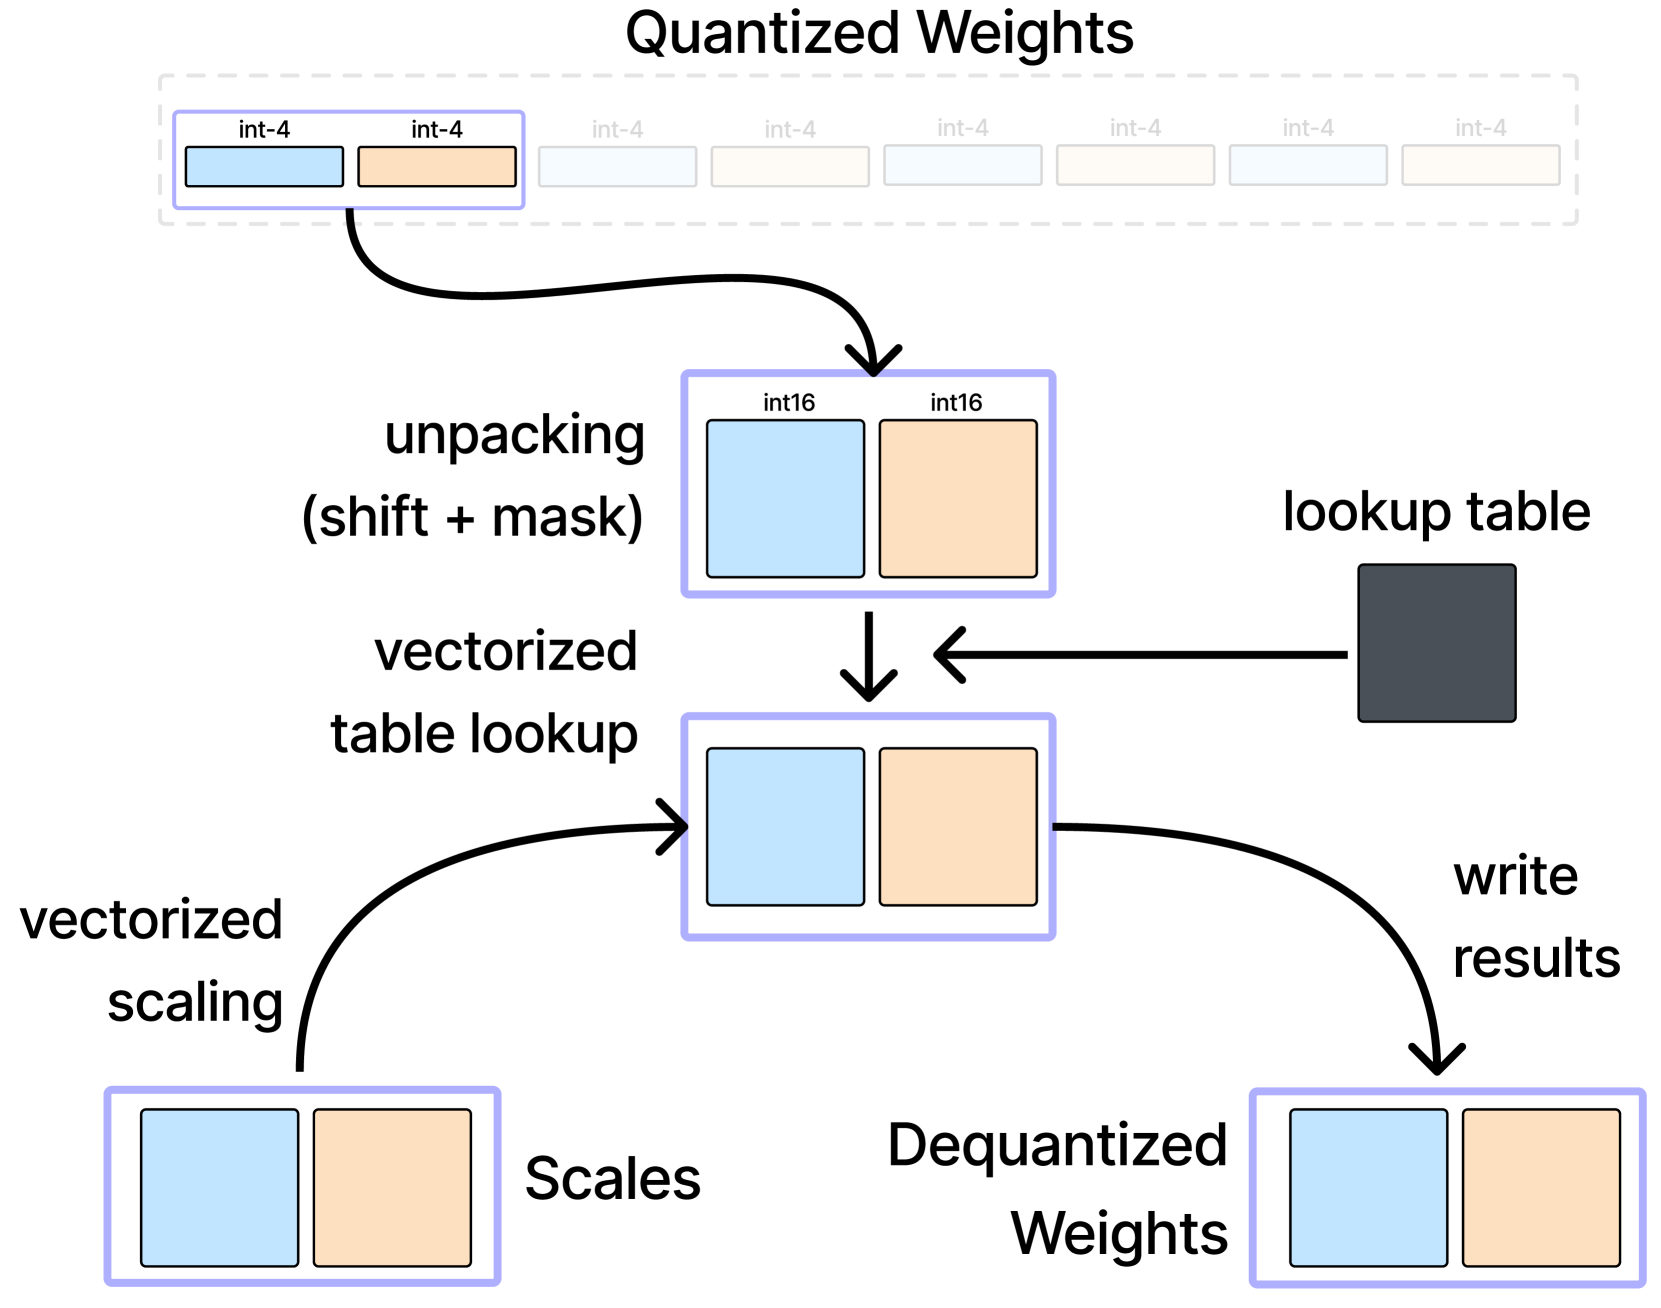 Quantized Weights
int-4 int-4 int-4 int-4 int-4 int-4 int-4 int-4
int16 int16
unpacking
(shift + mask)
lookup table
vectorized
table lookup
write
results
vectorized
scaling
Scales
Dequantized
Weights